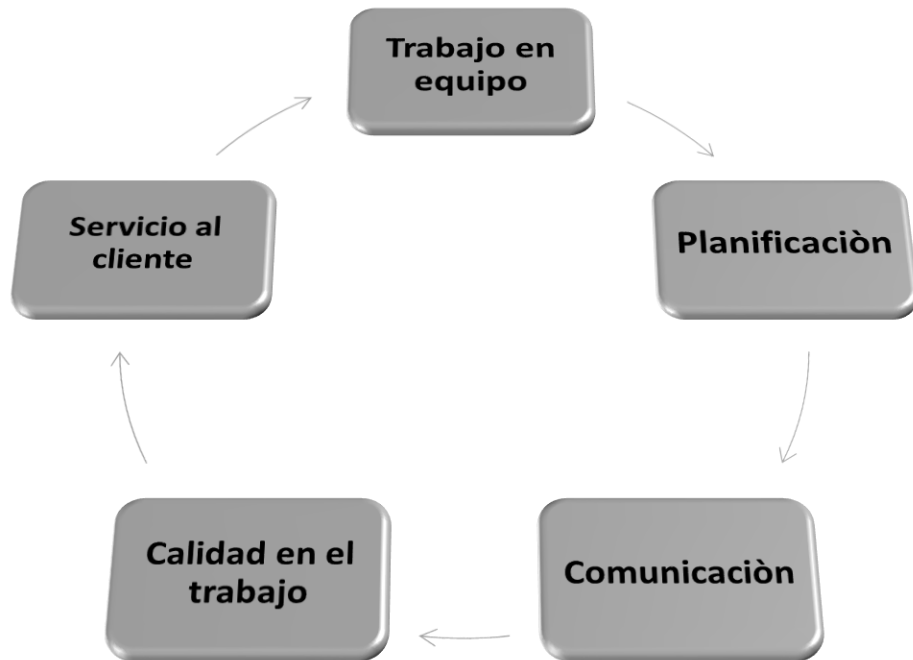 Trabajo en
equipo
Planificaciòn
Comunicaciòn
Calidad en el
trabajo
Servicio al
cliente